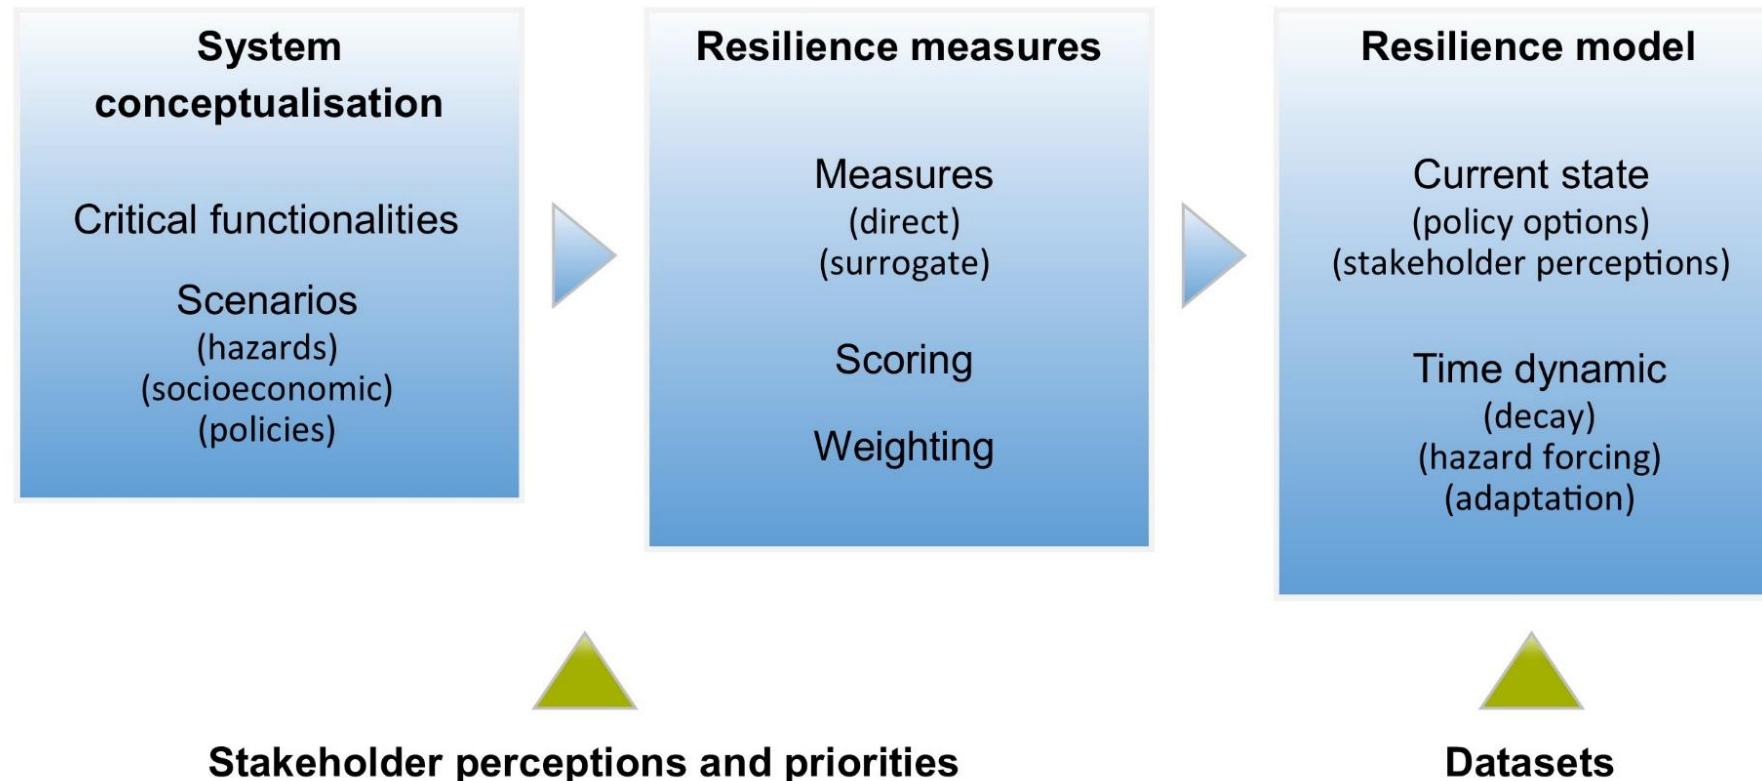 System
conceptualisation
Critical functionalities
Scenarios
(hazards)
(socioeconomic)
(policies)
Resilience measures
Measures
(direct)
(surrogate)
Scoring
Weighting
Resilience model
Current state
(policy options)
(stakeholder perceptions)
Time dynamic
(decay)
(hazard forcing)
(adaptation)
Stakeholder perceptions and priorities
Datasets